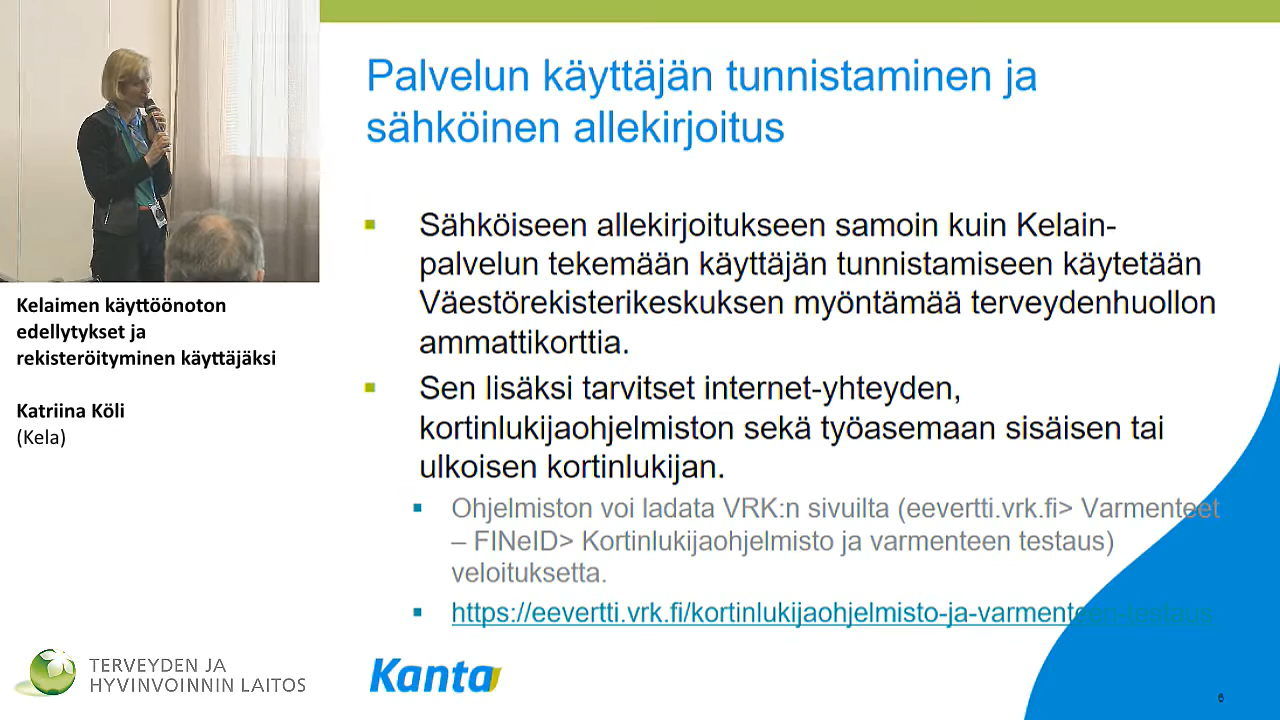 Palvelun käyttäjän tunnistaminen ja
sähköinen allekirjoitus
Sähköiseen allekirjoitukseen samoin kuin Kelain-
palvelun tekemään käyttäjän tunnistamiseen käytetään
Väestörekisterikeskuksen myöntämää terveydenhuollon
ammattikorttia.
Sen lisäksi tarvitset internet-yhteyden,
kortinlukijaohjelmiston sekä työasemaan sisäisen tai
ulkoisen kortinlukijan.
Ohjelmiston voi ladata VRK:n sivuilta (eevertti.vrk.fi> Varmenteet
– FINeID> Kortinlukijaohjelmisto ja varmenteen testaus)
veloituksetta.
https://eevertti.vrk.fi/kortinlukijaohjelmisto-ja-varmenteen-testaus
Kelaimen käyttöönoton
edellytykset ja
rekisteröityminen käyttäjäksi
Katriina Köli
(Kela)
TERVEYDEN JA
HYVINVOINNIN LAITOS
Kanta
6